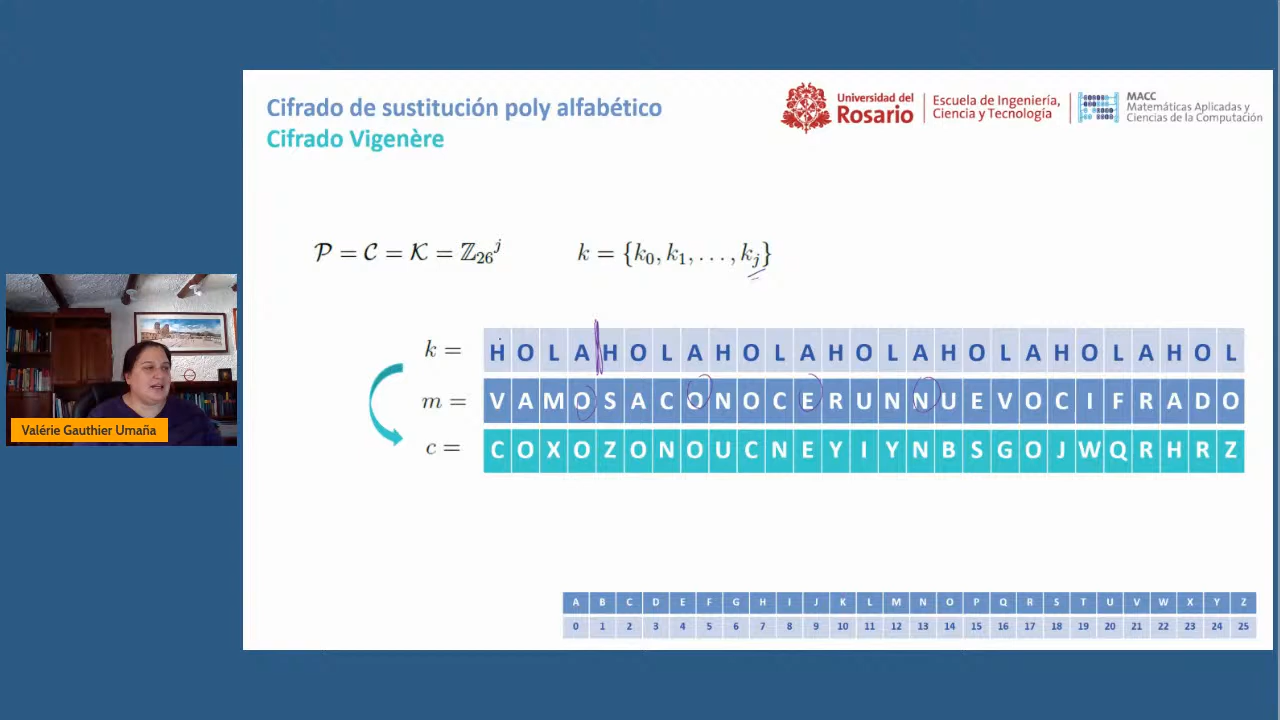 Cifrado de sustitución poly alfabético
Cifrado Vigenère
Universidad del
Rosario
Escuela de Ingeniería,
Ciencia y Tecnología
MACC
Matemáticas Aplicadas y
Ciencias de la Computación
𝒫 = 𝒞 = 𝒦 = ℤ₂₆ʲ
k = {k₀, k₁, . . . , kⱼ}
k = H O L A H O L A H O L A H O L A H O L A H O L A H O L
m = V A M O S A C O N O C E R U N N U E V O C I F R A D O
c = C O X O Z O N O U C N E Y I Y N B S G O J W Q R H R Z
Valérie Gauthier Umaña
A B C D E F G H I J K L M N O P Q R S T U V W X Y Z
0 1 2 3 4 5 6 7 8 9 10 11 12 13 14 15 16 17 18 19 20 21 22 23 24 25